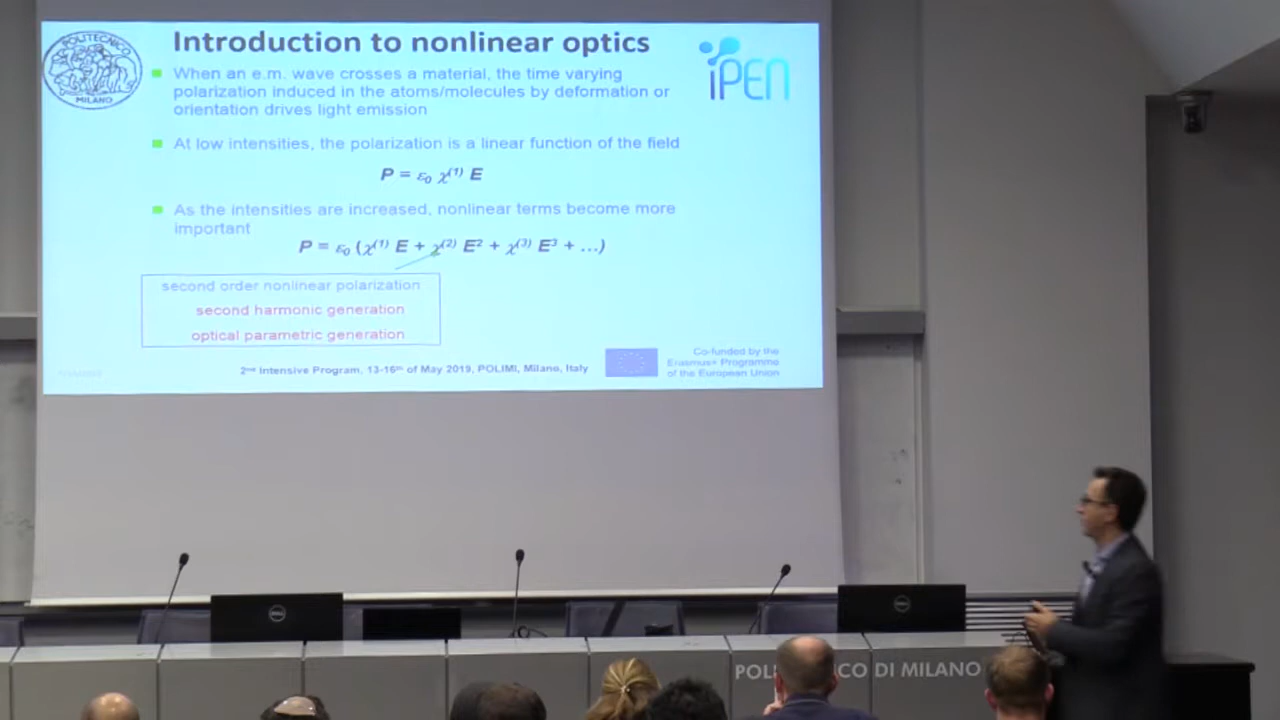 Introduction to nonlinear optics
POLITECNICO
MILANO
iPEN
When an e.m. wave crosses a material, the time varying
polarization induced in the atoms/molecules by deformation or
orientation drives light emission
At low intensities, the polarization is a linear function of the field
P = ε₀ χ⁽¹⁾ E
As the intensities are increased, nonlinear terms become more
important
P = ε₀ (χ⁽¹⁾ E + χ⁽²⁾ E² + χ⁽³⁾ E³ + …)
second order nonlinear polarization
second harmonic generation
optical parametric generation
2nd Intensive Program, 13-16th of May 2019, POLIMI, Milano, Italy
Co-funded by the
Erasmus+ Programme
of the European Union
DELL
DELL
POLI CO DI MILANO